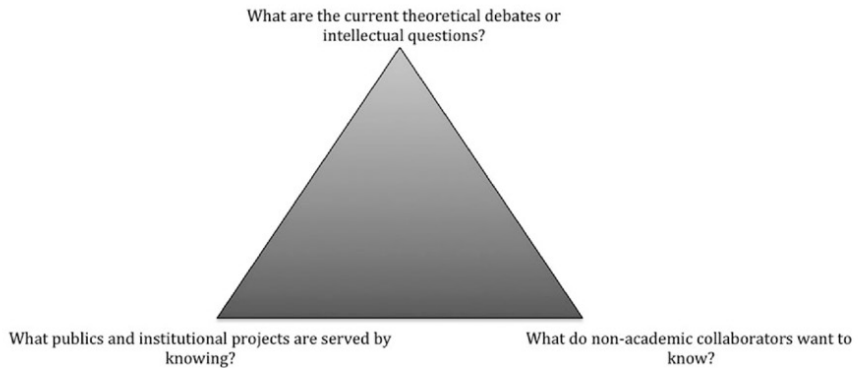 What are the current theoretical debates or
intellectual questions?
What publics and institutional projects are served by
knowing?
What do non-academic collaborators want to
know?